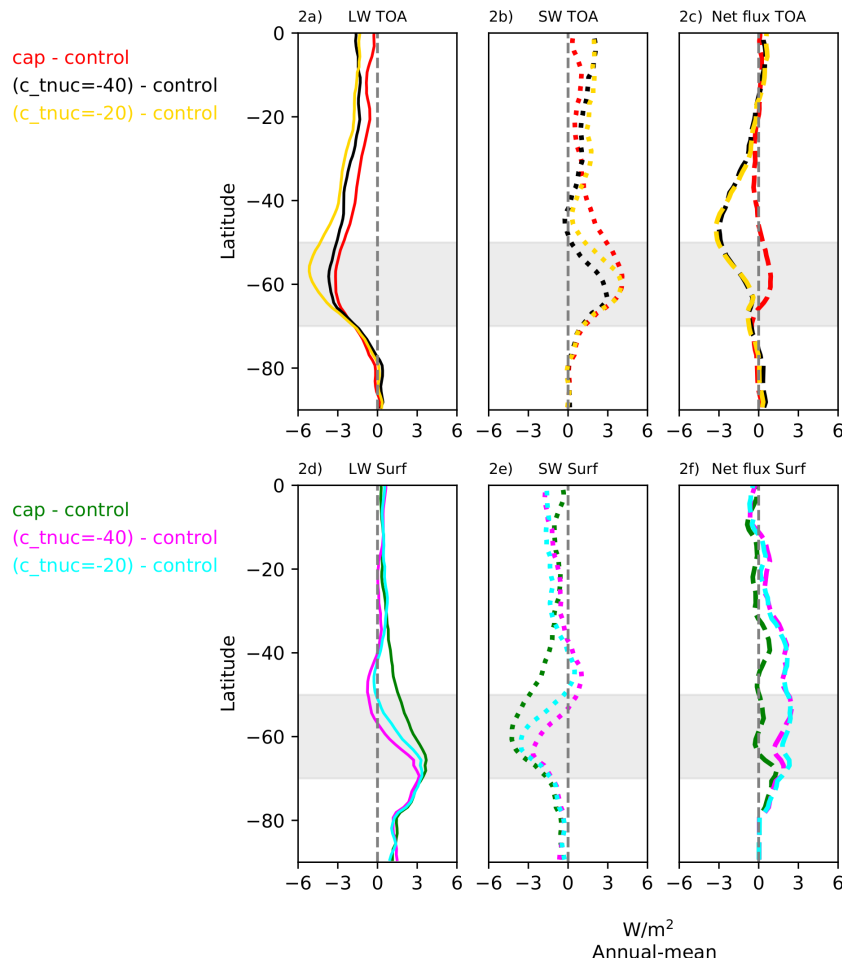 2a) LW TOA
2b) SW TOA
2c) Net flux TOA
cap - control
(c_tnuc=-40) - control
(c_tnuc=-20) - control
Latitude
0
−20
−40
−60
−80
−6 −3 0 3 6
−6 −3 0 3 6
−6 −3 0 3 6
2d) LW Surf
2e) SW Surf
2f) Net flux Surf
cap - control
(c_tnuc=-40) - control
(c_tnuc=-20) - control
Latitude
0
−20
−40
−60
−80
−6 −3 0 3 6
−6 −3 0 3 6
−6 −3 0 3 6
W/m²
Annual-mean